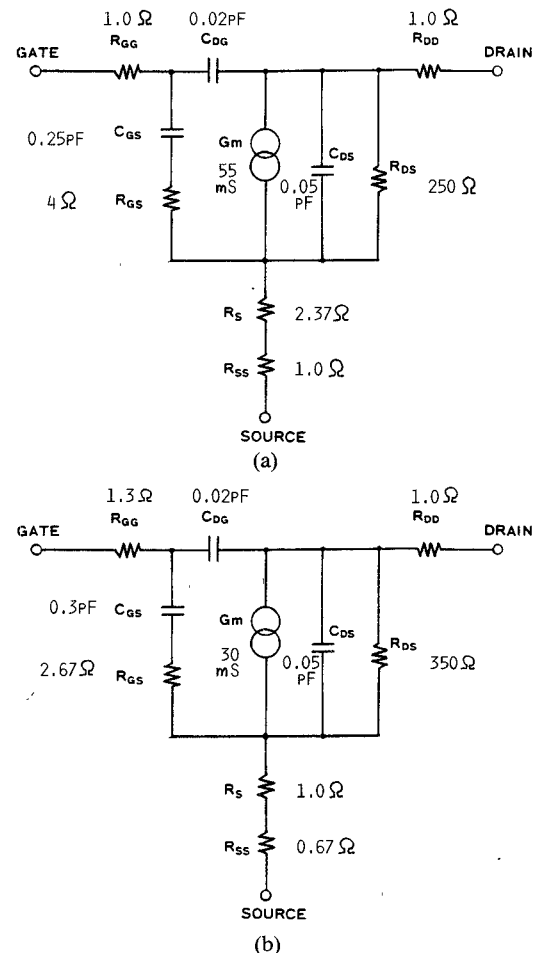 1.0 Ω 0.02PF 1.0 Ω
RGG CDG RDD
GATE DRAIN
0.25PF CGS Gm CDS RDS
55 mS 0.05 PF
4 Ω RGS 250 Ω
RS 2.37Ω
RSS 1.0 Ω
SOURCE
(a)
1.3 Ω 0.02PF 1.0 Ω
RGG CDG RDD
GATE DRAIN
0.3PF CGS Gm CDS RDS
30 mS 0.05 PF
2.67Ω RGS 350Ω
RS 1.0 Ω
RSS 0.67 Ω
SOURCE
(b)